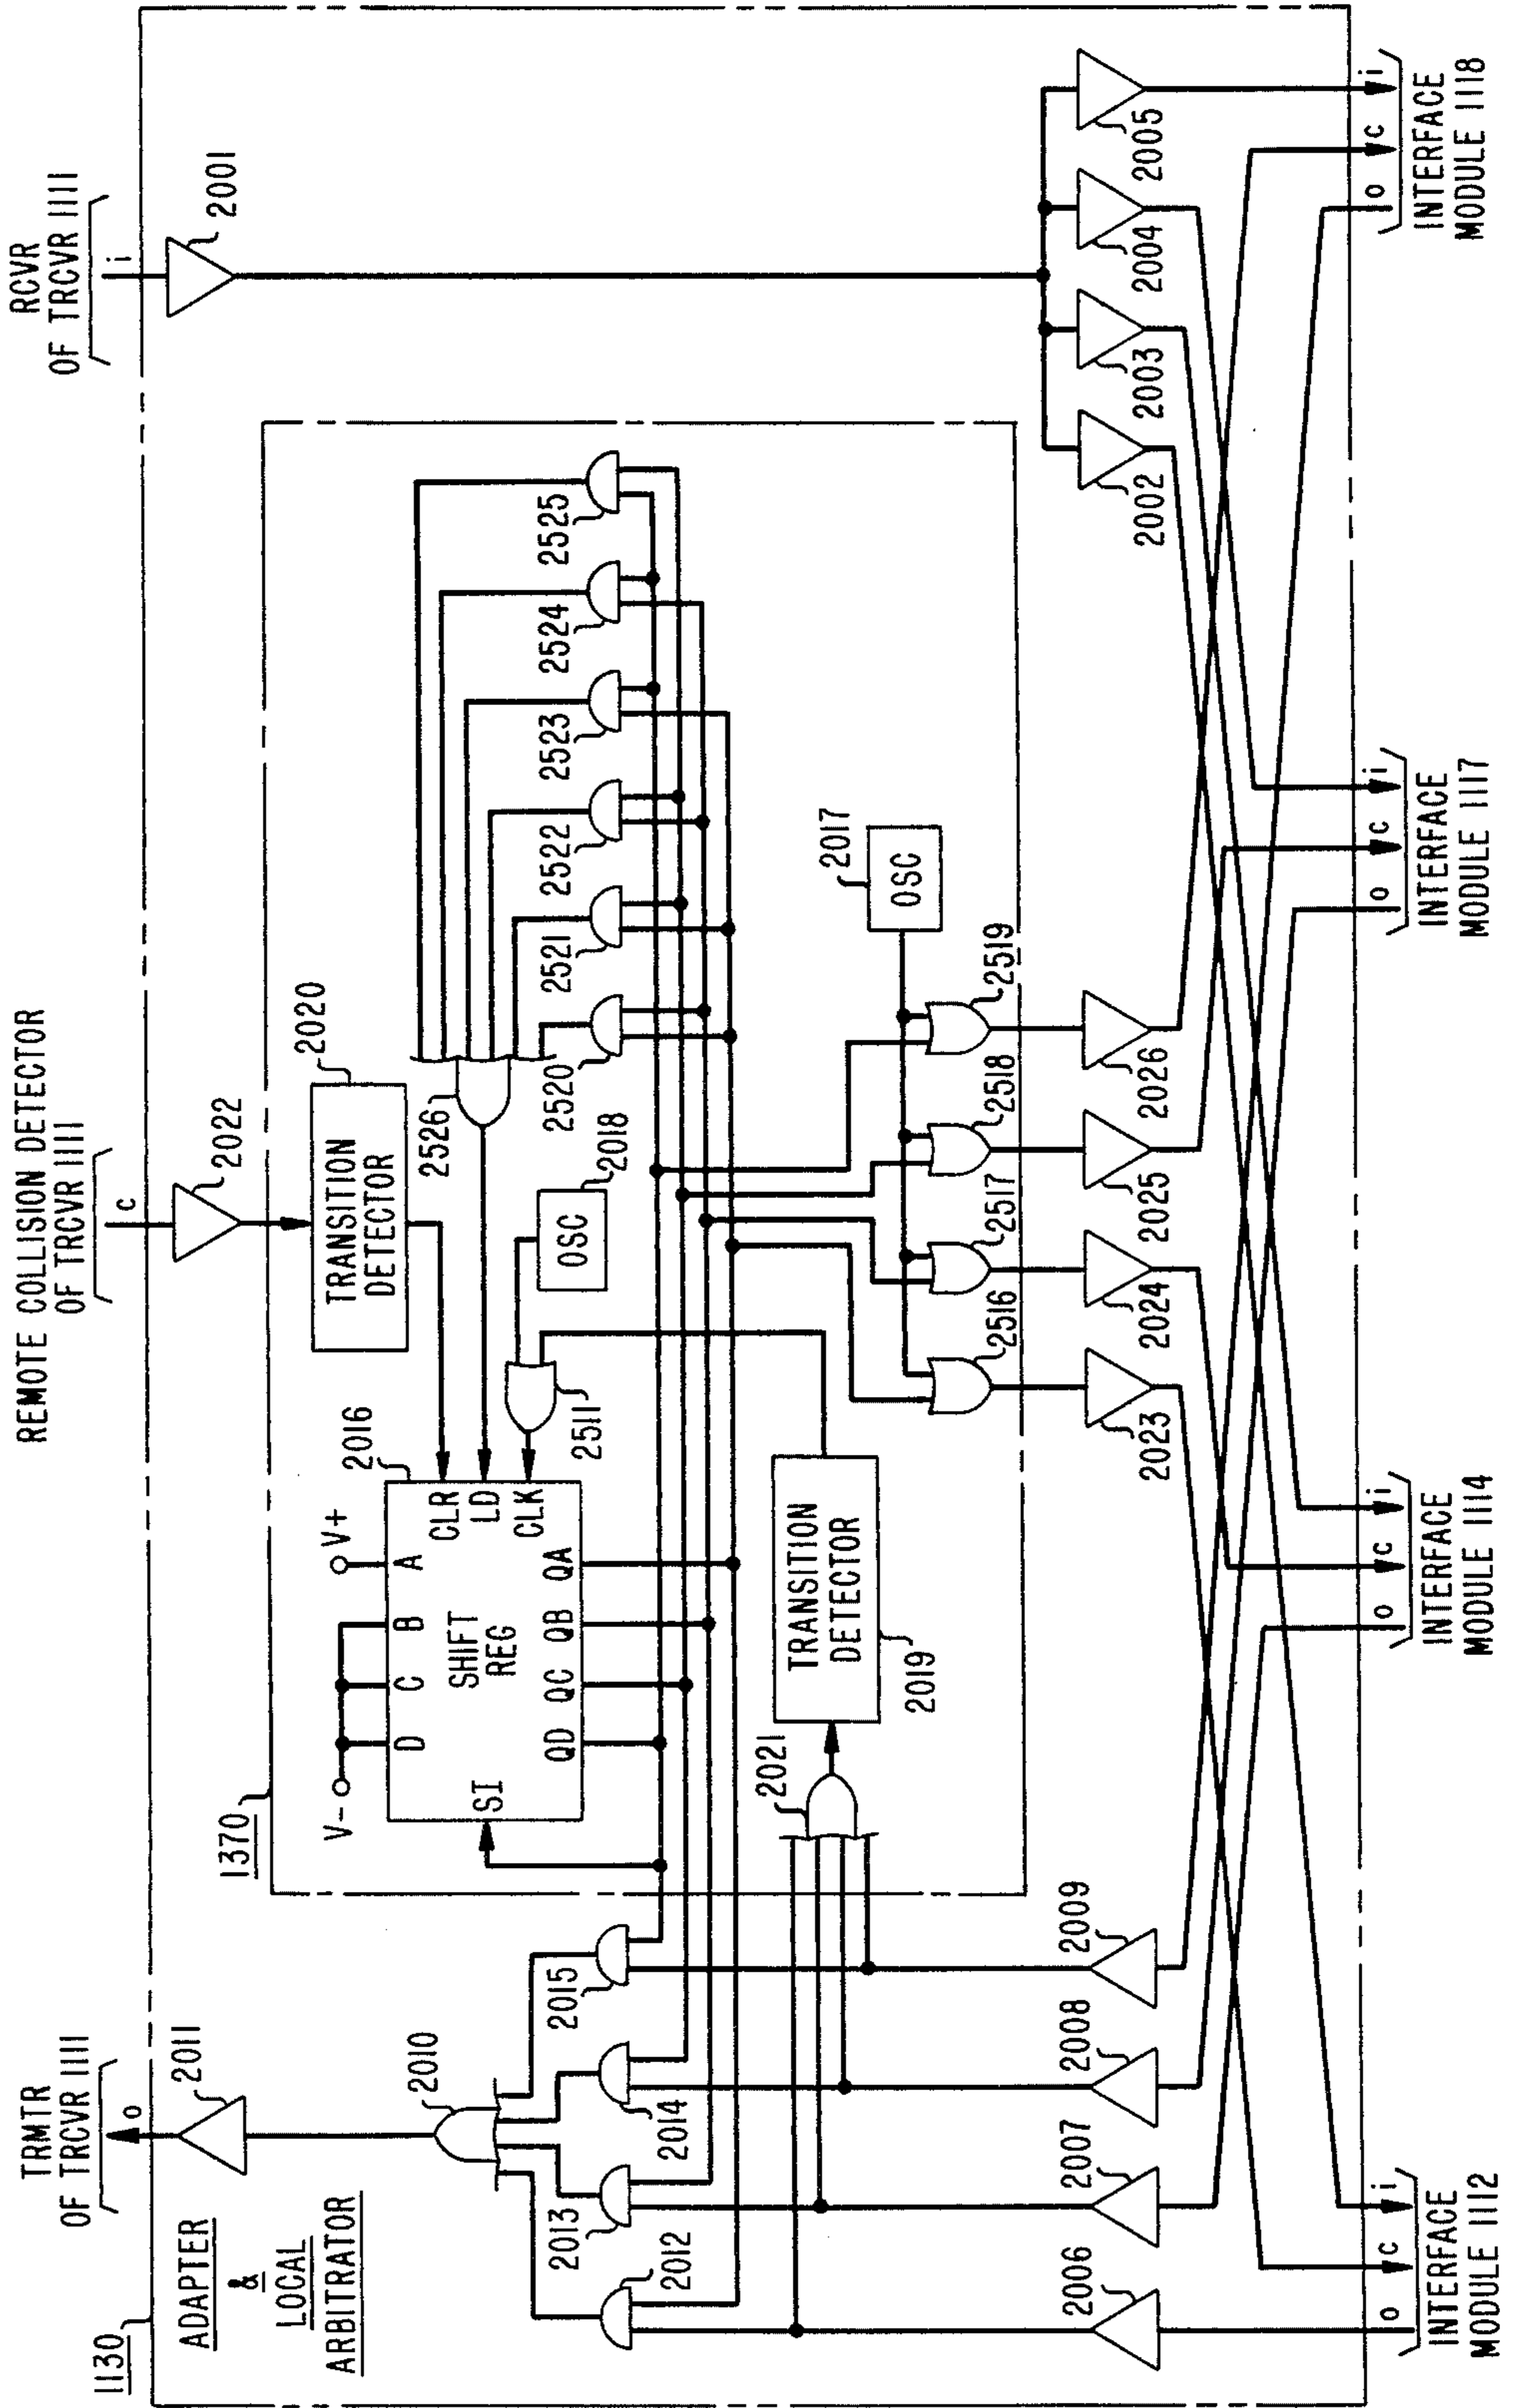 TRMTR
OF TRCVR 1111
o
REMOTE COLLISION DETECTOR
OF TRCVR 1111
c
RCVR
OF TRCVR 1111
i
1130
ADAPTER
&
LOCAL
ARBITRATOR
2011
2022
2001
1370
V-
V+
2016
D
C
B
A
SI
SHIFT
REG
CLR
LD
CLK
QD
QC
QB
QA
TRANSITION
DETECTOR
2020
2526
2511
OSC
2018
2520
2521
2522
2523
2524
2525
2010
2012
2013
2014
2015
2021
TRANSITION
DETECTOR
2019
OSC
2017
2516
2517
2518
2519
2006
2007
2008
2009
2023
2024
2025
2026
2002
2003
2004
2005
o
c
i
INTERFACE
MODULE 1112
o
c
i
INTERFACE
MODULE 1114
o
c
i
INTERFACE
MODULE 1117
o
c
i
INTERFACE
MODULE 1118